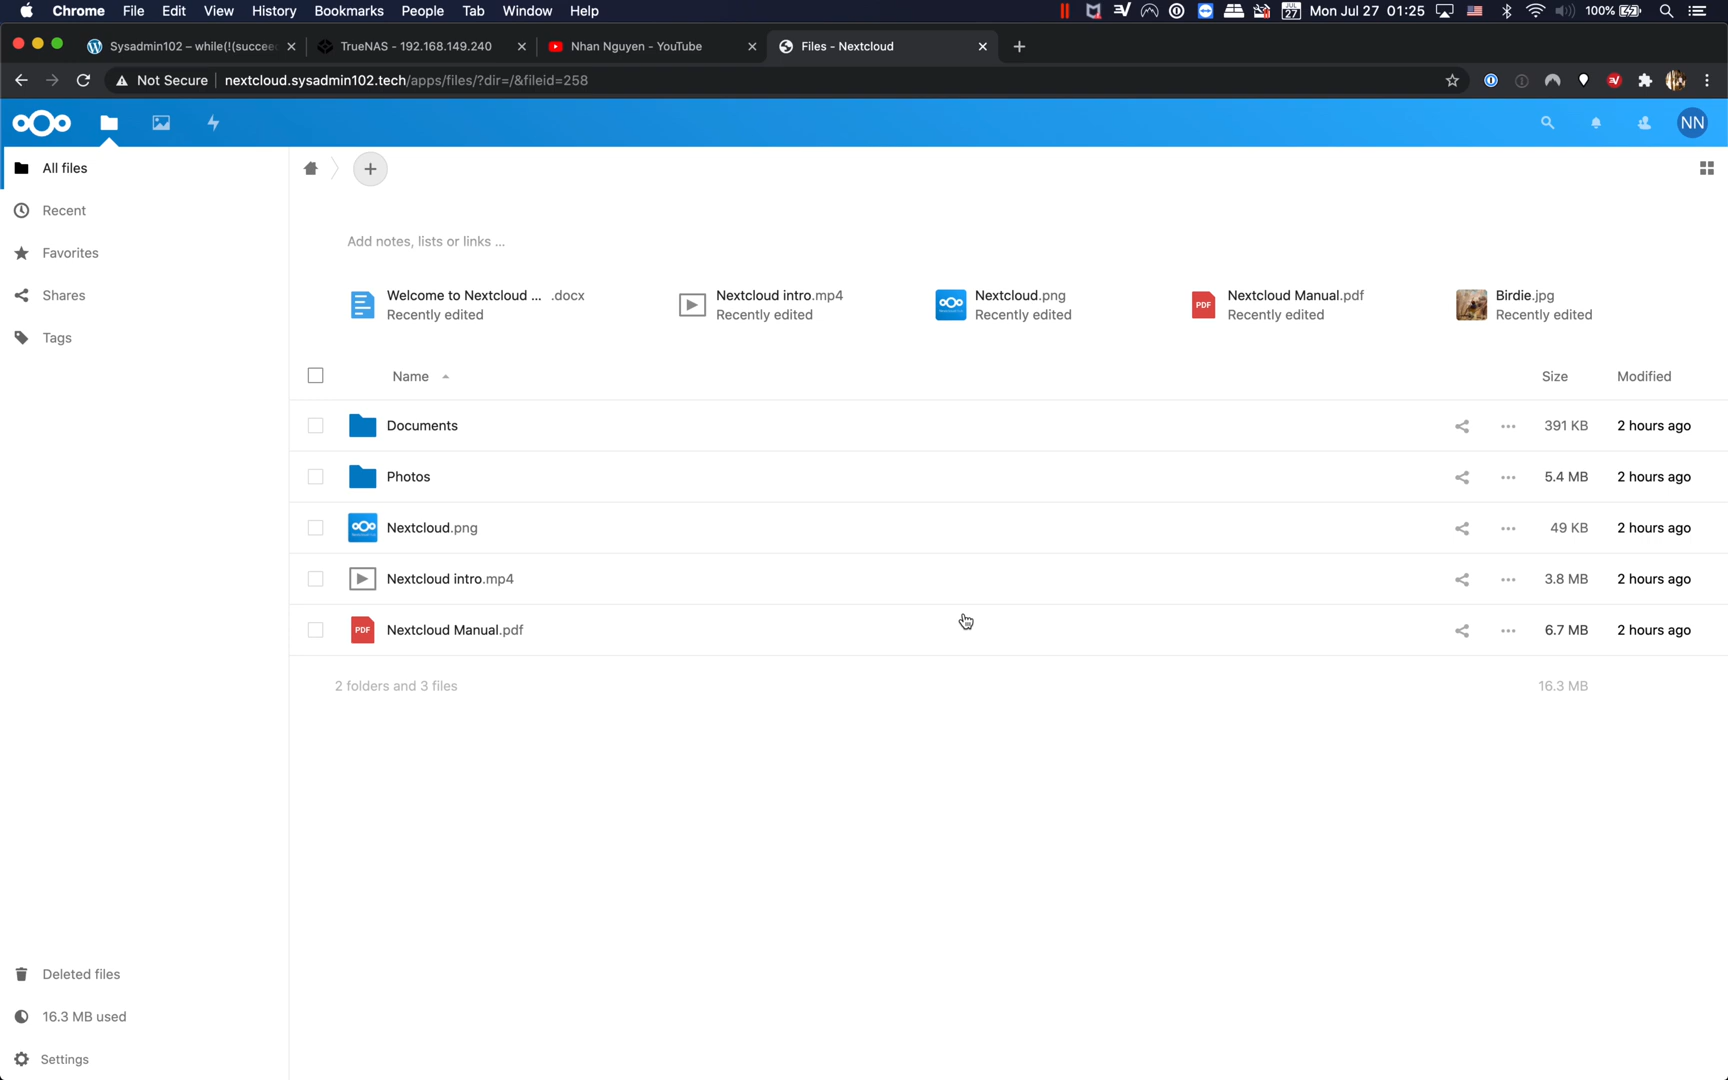 Chrome File Edit View History Bookmarks People Tab Window Help JUL 27 Mon Jul 27 01:25 100%
Sysadmin102 – while(!(succee TrueNAS - 192.168.149.240 Nhan Nguyen - YouTube Files - Nextcloud
Not Secure nextcloud.sysadmin102.tech/apps/files/?dir=/&fileid=258
NN
All files
Recent
Favorites
Shares
Tags
Add notes, lists or links ...
Welcome to Nextcloud ... .docx
Recently edited
Nextcloud intro.mp4
Recently edited
Nextcloud.png
Recently edited
PDF
Nextcloud Manual.pdf
Recently edited
Birdie.jpg
Recently edited
Name Size Modified
Documents 391 KB 2 hours ago
Photos 5.4 MB 2 hours ago
Nextcloud.png 49 KB 2 hours ago
Nextcloud intro.mp4 3.8 MB 2 hours ago
PDF Nextcloud Manual.pdf 6.7 MB 2 hours ago
2 folders and 3 files 16.3 MB
Deleted files
16.3 MB used
Settings